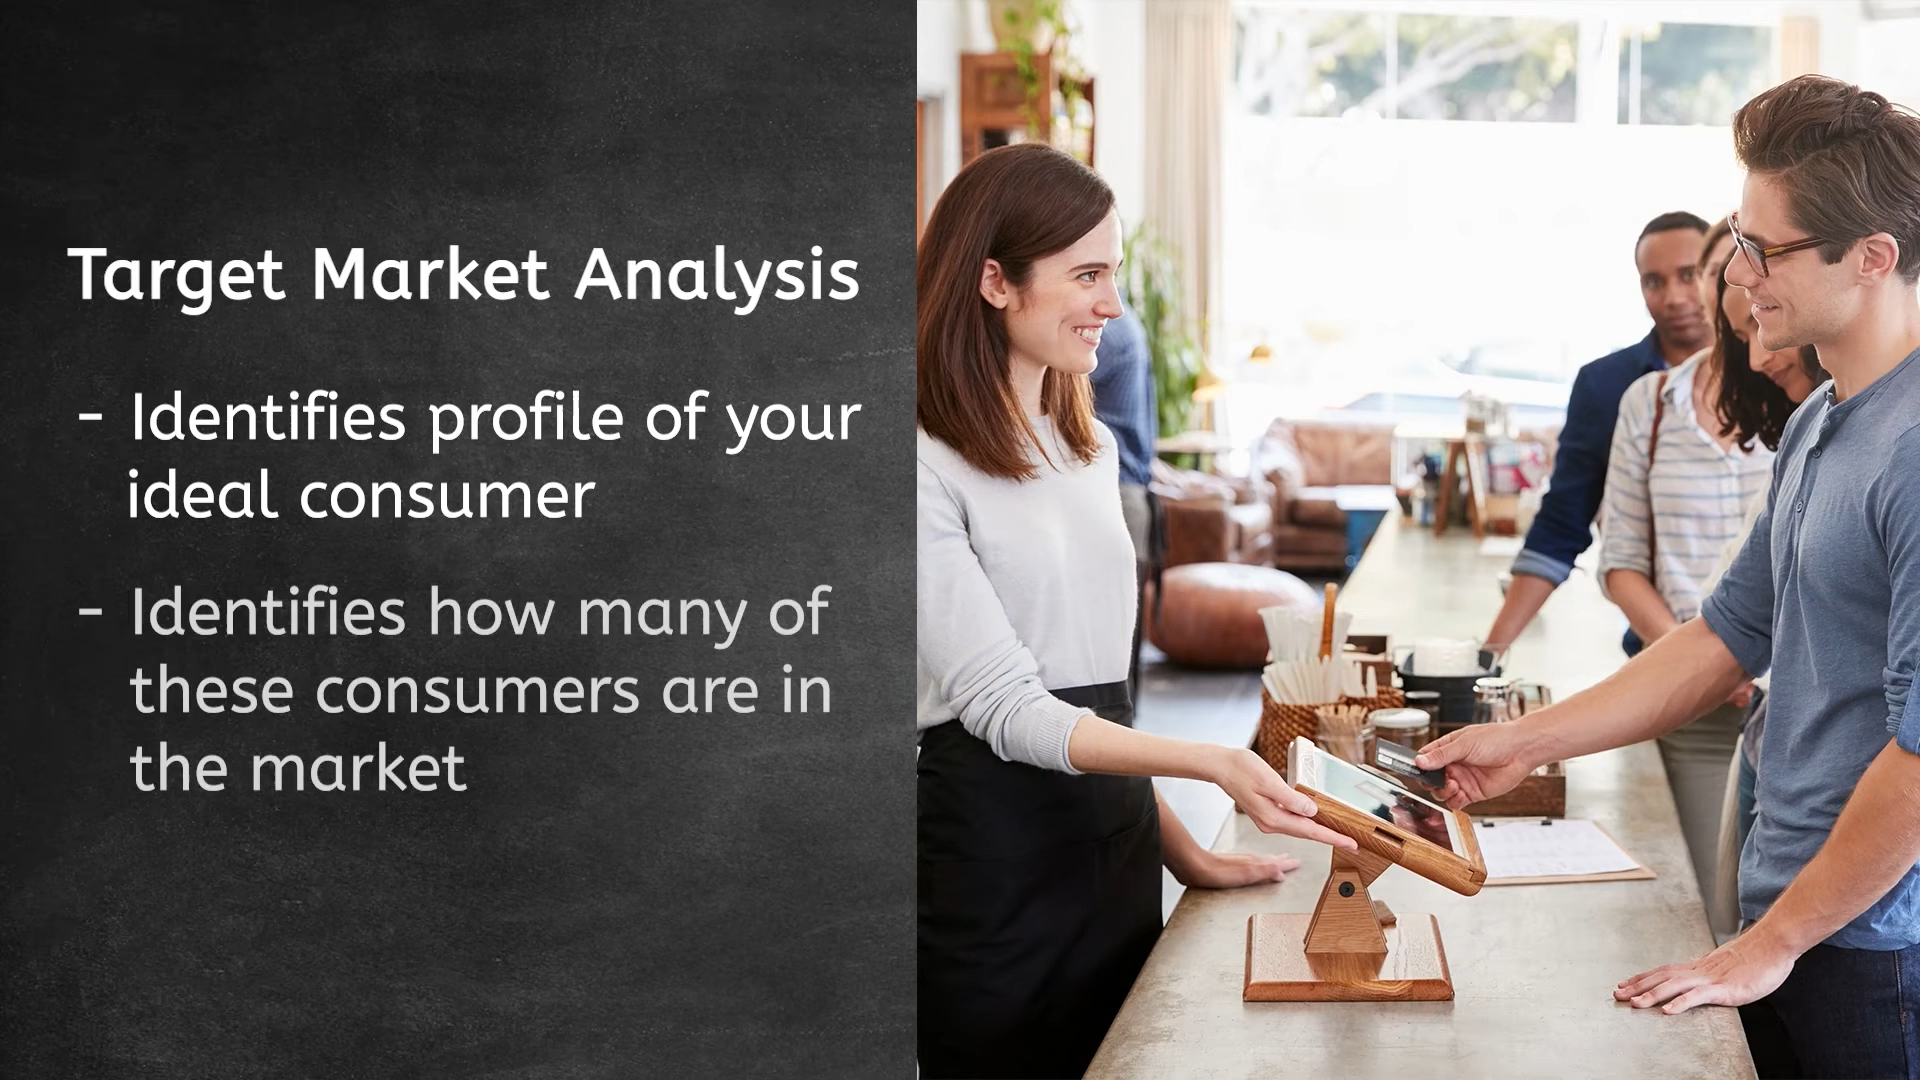 Target Market Analysis
- Identifies profile of your
ideal consumer
- Identifies how many of
these consumers are in
the market